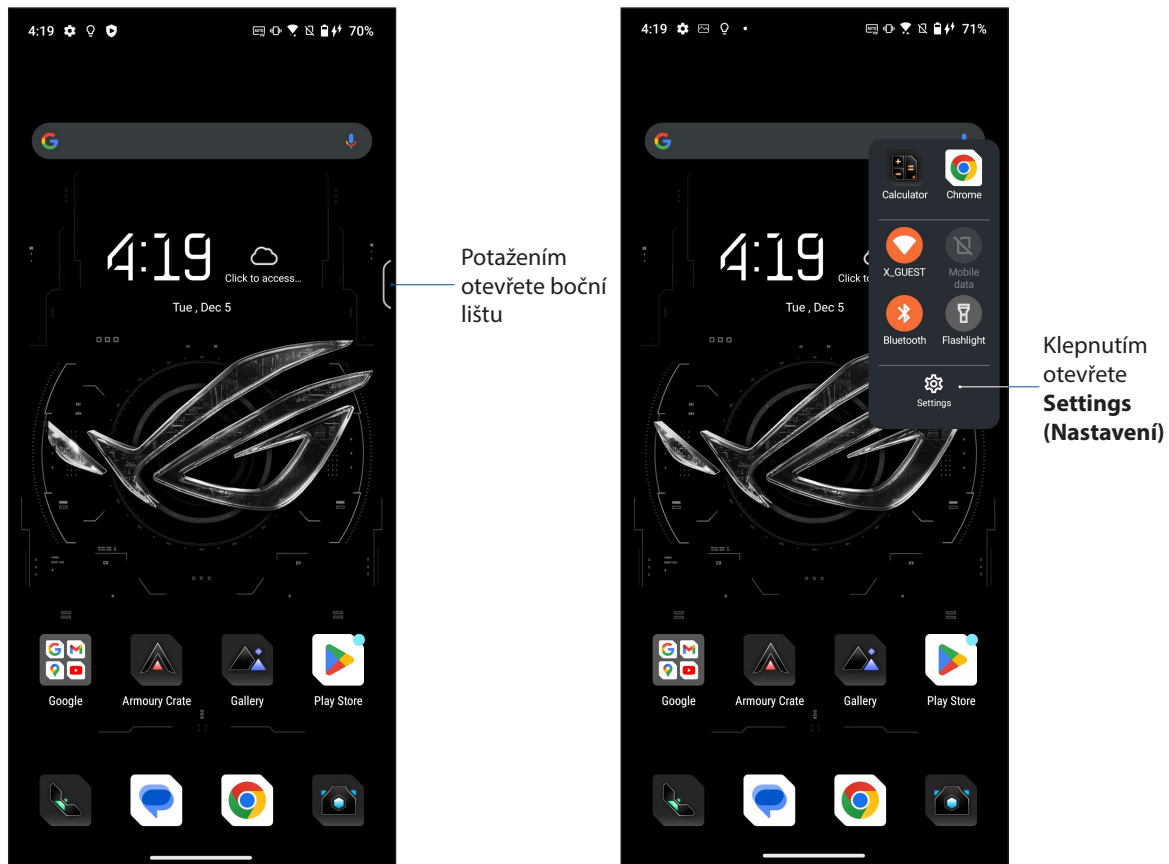 4:19
70%
4:19
Click to access...
Tue , Dec 5
Google
Armoury Crate
Gallery
Play Store
Potažením
otevřete boční
lištu
4:19
71%
Calculator
Chrome
4:19
Click to
Tue , Dec 5
X_GUEST
Mobile
data
Bluetooth
Flashlight
Settings
Google
Armoury Crate
Gallery
Play Store
Klepnutím
otevřete
Settings
(Nastavení)